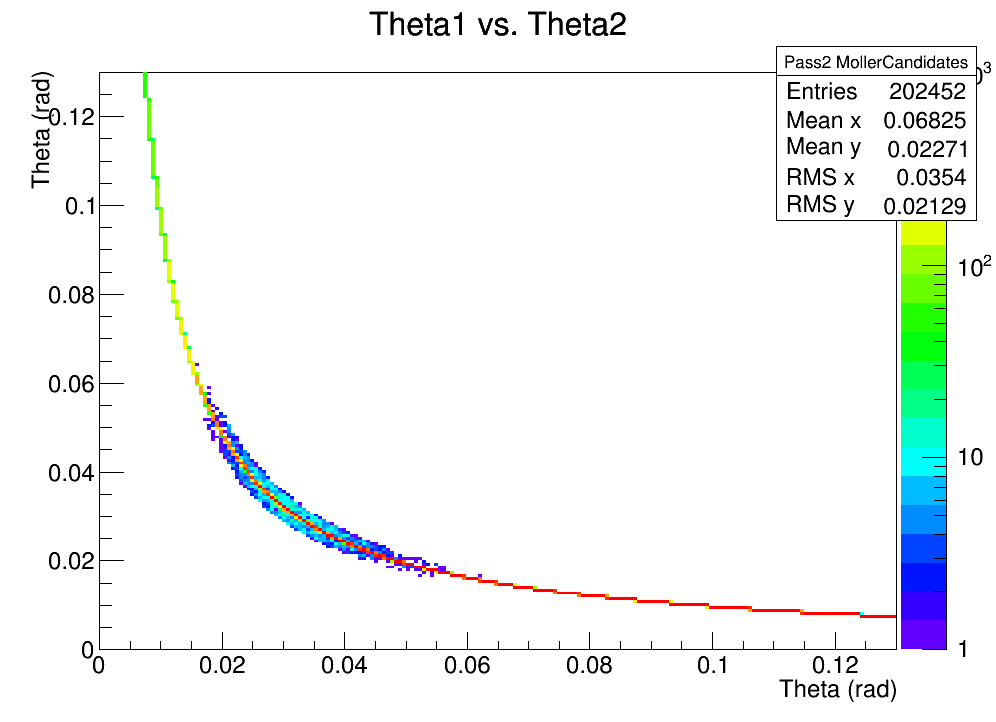 Theta1 vs. Theta2
Pass2 MollerCandidates
Entries 202452
Mean x 0.06825
Mean y 0.02271
RMS x 0.0354
RMS y 0.02129
Theta (rad)
0.12
0.1
0.08
0.06
0.04
0.02
0
0 0.02 0.04 0.06 0.08 0.1 0.12
Theta (rad)
10²
10
1